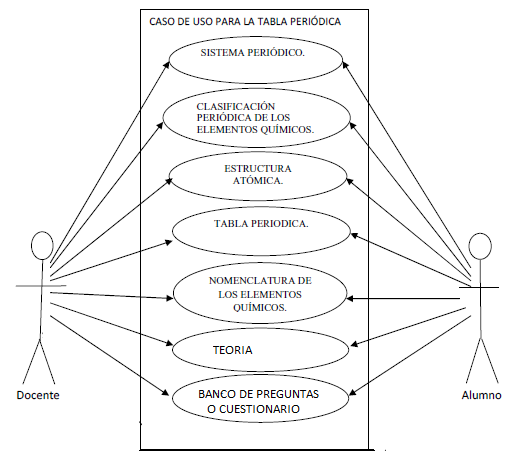 CASO DE USO PARA LA TABLA PERIÓDICA
SISTEMA PERIÓDICO.
CLASIFICACIÓN
PERIÓDICA DE LOS
ELEMENTOS QUÍMICOS.
ESTRUCTURA
ATÓMICA.
TABLA PERIODICA.
NOMENCLATURA DE
LOS ELEMENTOS
QUÍMICOS.
TEORIA
BANCO DE PREGUNTAS
O CUESTIONARIO
Docente
Alumno